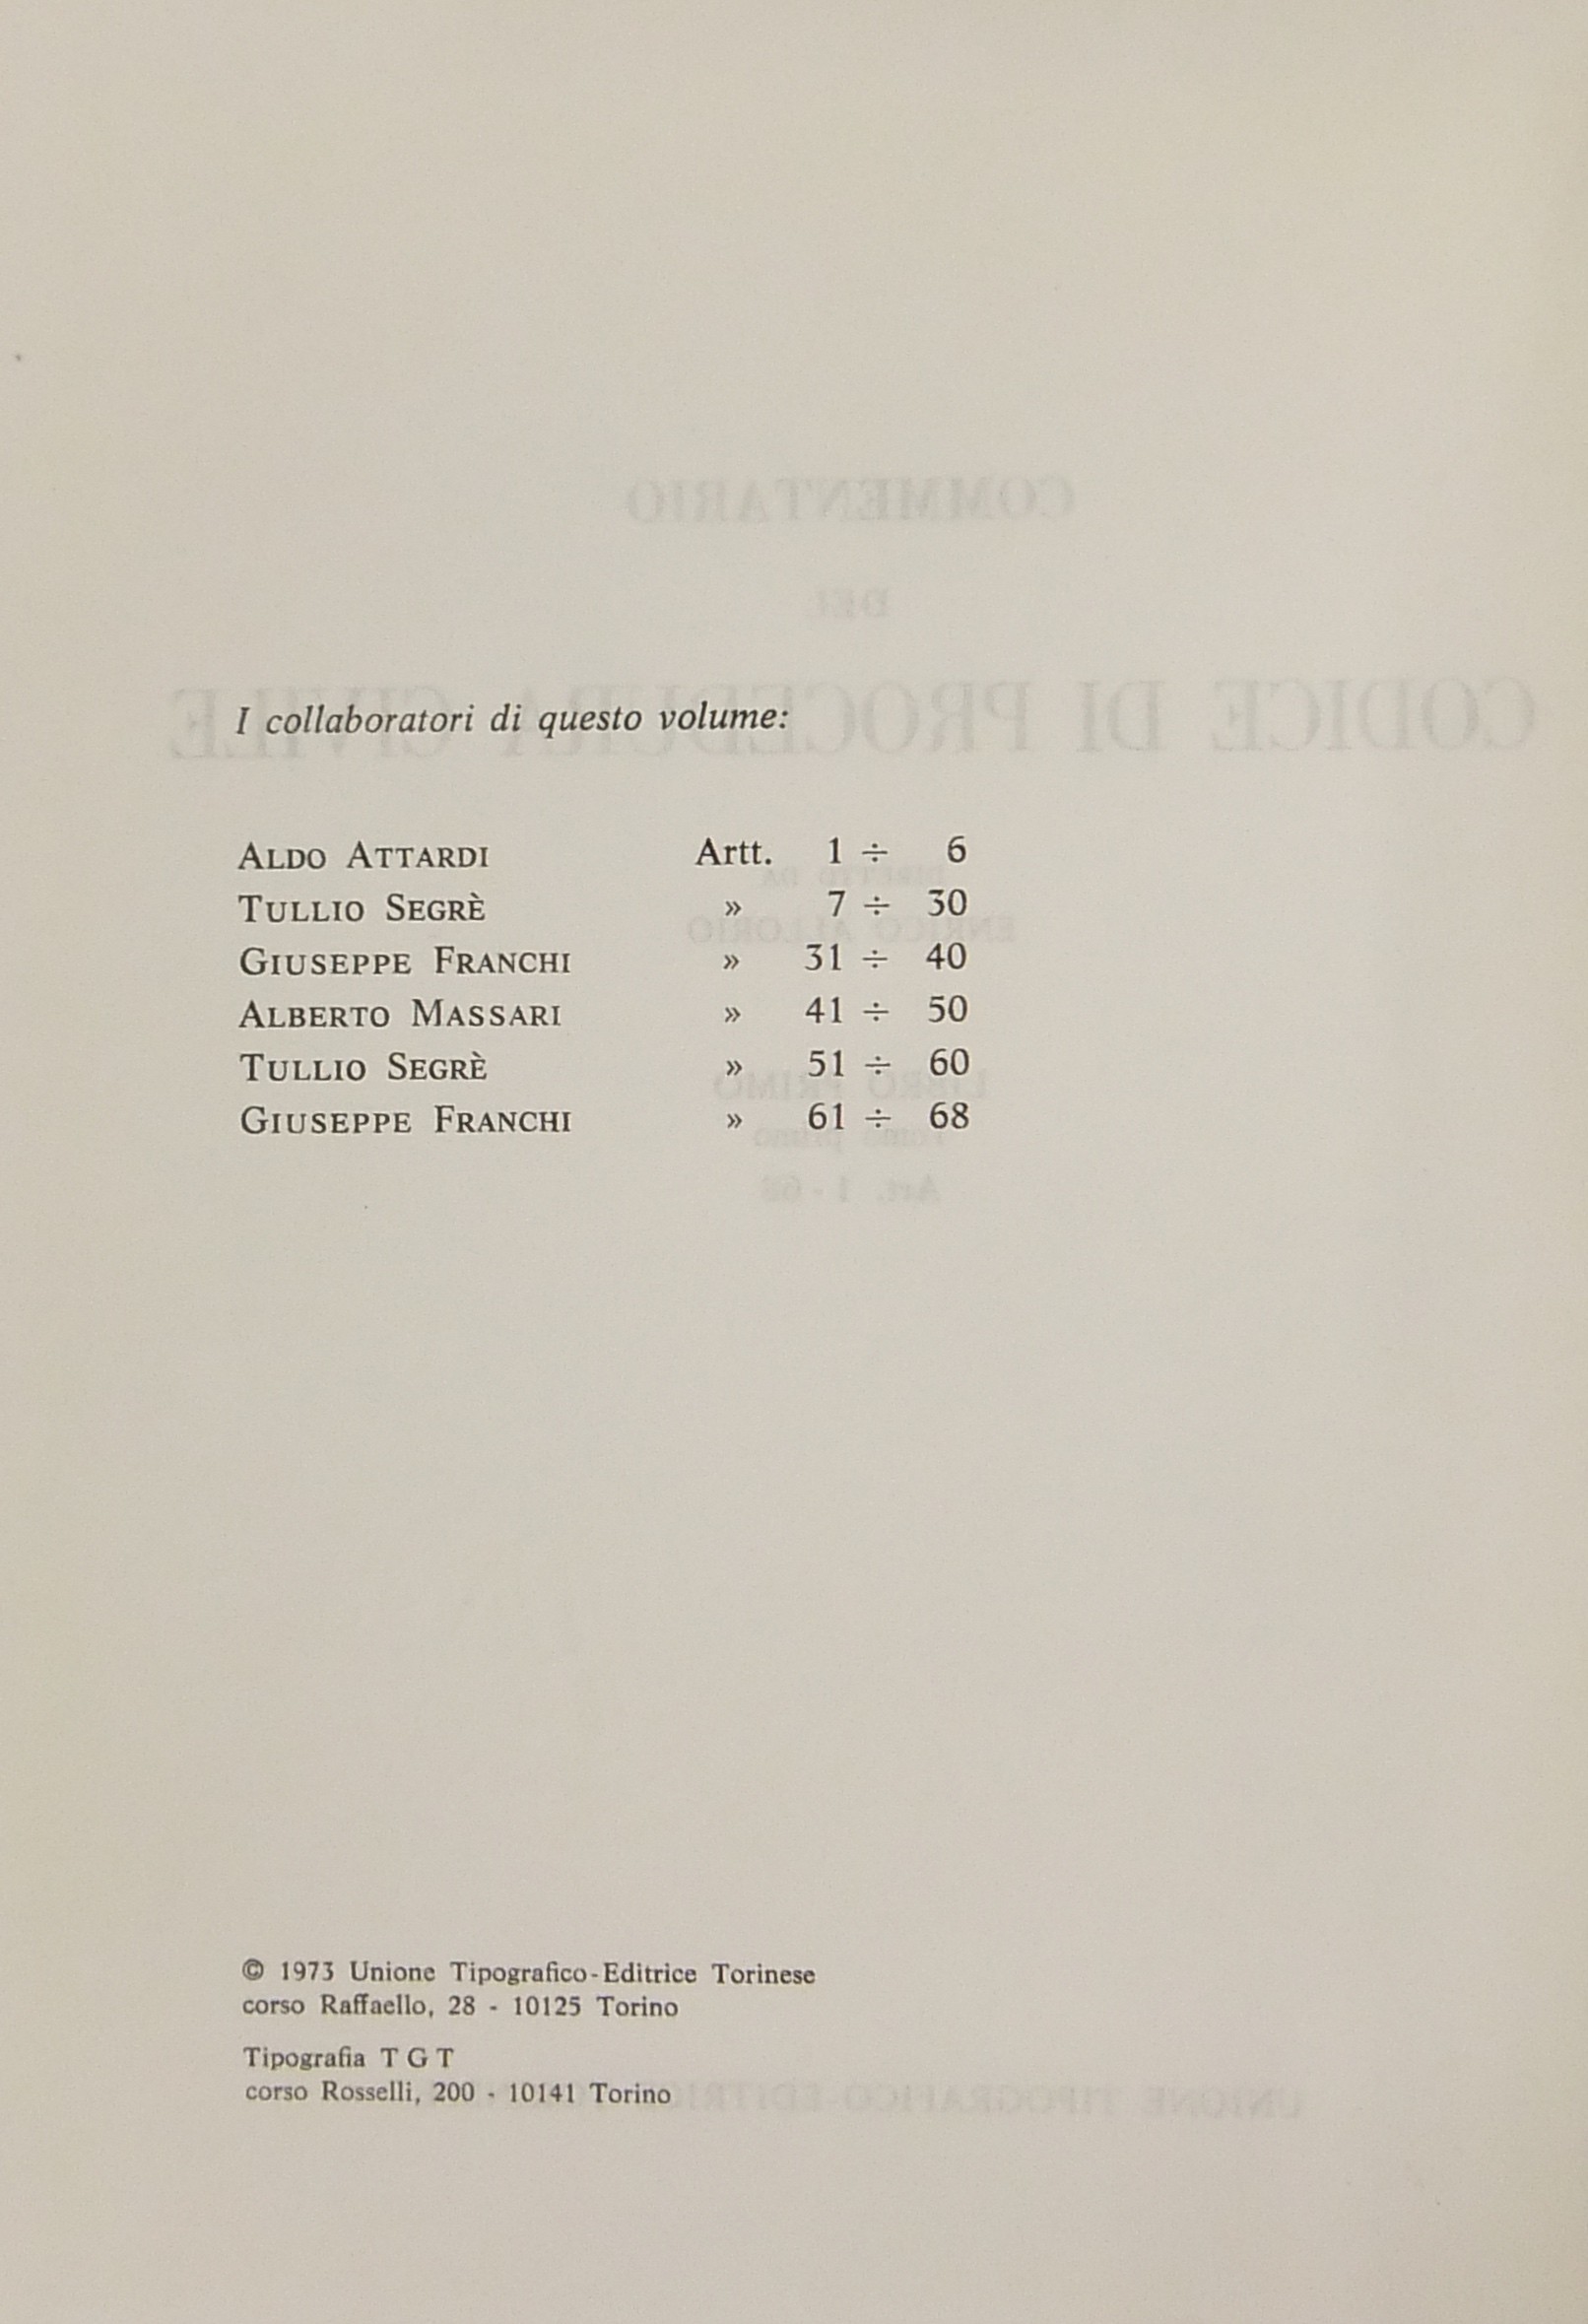 I collaboratori di questo volume:
ALDO ATTARDI Artt. 1 ÷ 6
TULLIO SEGRÈ » 7 ÷ 30
GIUSEPPE FRANCHI » 31 ÷ 40
ALBERTO MASSARI » 41 ÷ 50
TULLIO SEGRÈ » 51 ÷ 60
GIUSEPPE FRANCHI » 61 ÷ 68
© 1973 Unione Tipografico-Editrice Torinese
corso Raffaello, 28 - 10125 Torino
Tipografia T G T
corso Rosselli, 200 - 10141 Torino